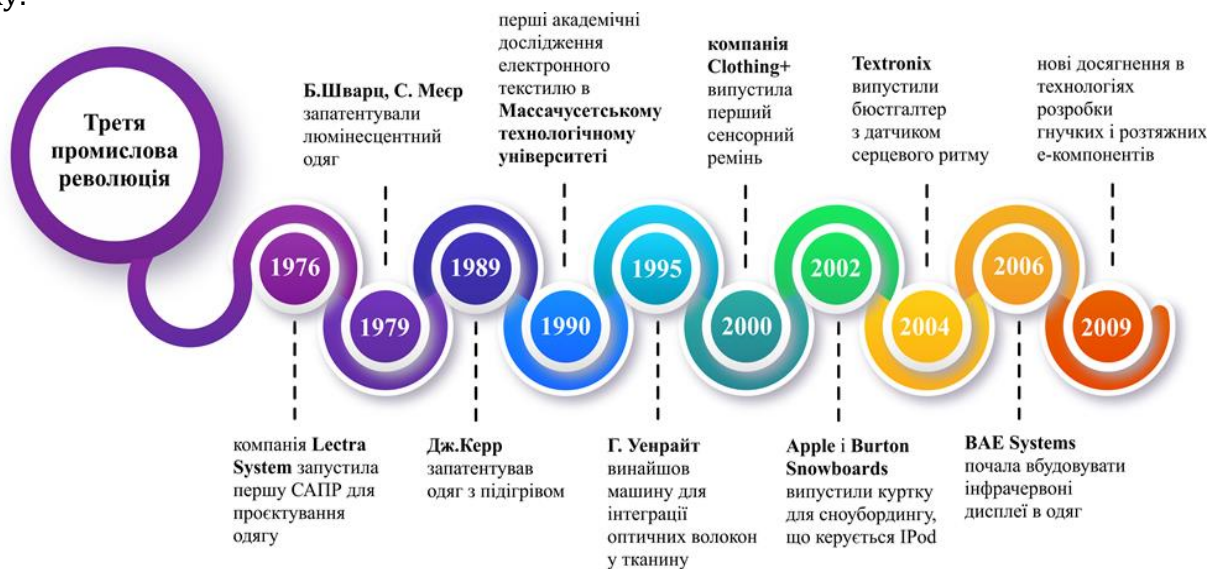 ку.
Третя
промислова
революція
1976
компанія Lectra
System запустила
першу САПР для
проєктування
одягу
Б.Шварц, С. Меєр
запатентували
люмінесцентний
одяг
1979
1989
Дж.Керр
запатентував
одяг з підігрівом
перші академічні
дослідження
електронного
текстилю в
Массачусетському
технологічному
університеті
1990
1995
Г. Уенрайт
винайшов
машину для
інтеграції
оптичних волокон
у тканину
компанія
Clothing+
випустила
перший
сенсорний
ремінь
2000
2002
Apple і Burton
Snowboards
випустили куртку
для сноубордингу,
що керується IPod
Textronix
випустили
бюстгалтер
з датчиком
серцевого ритму
2004
2006
BAE Systems
почала вбудовувати
інфрачервоні
дисплеї в одяг
нові досягнення в
технологіях
розробки
гнучких і розтяжних
е-компонентів
2009